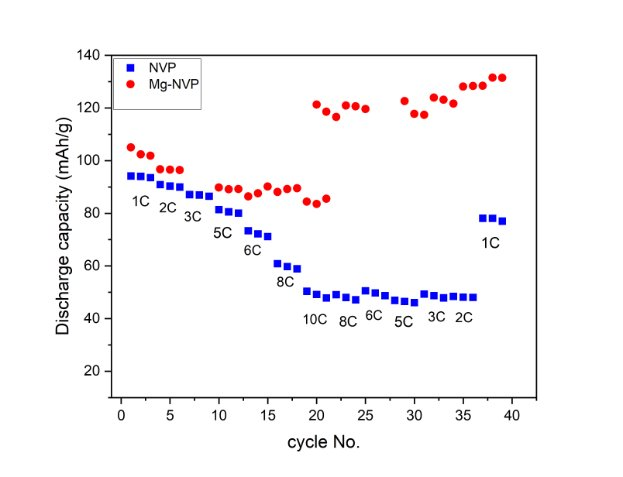 140
120
100
80
60
40
20
Discharge capacity (mAh/g)
NVP
Mg-NVP
1C
2C
3C
5C
6C
8C
10C
8C
6C
5C
3C
2C
1C
0 5 10 15 20 25 30 35 40
cycle No.